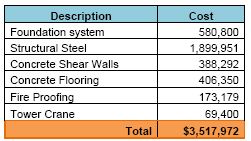 Description Cost
Foundation system 580,800
Structural Steel 1,899,951
Concrete Shear Walls 388,292
Concrete Flooring 406,350
Fire Proofing 173,179
Tower Crane 69,400
Total $3,517,972